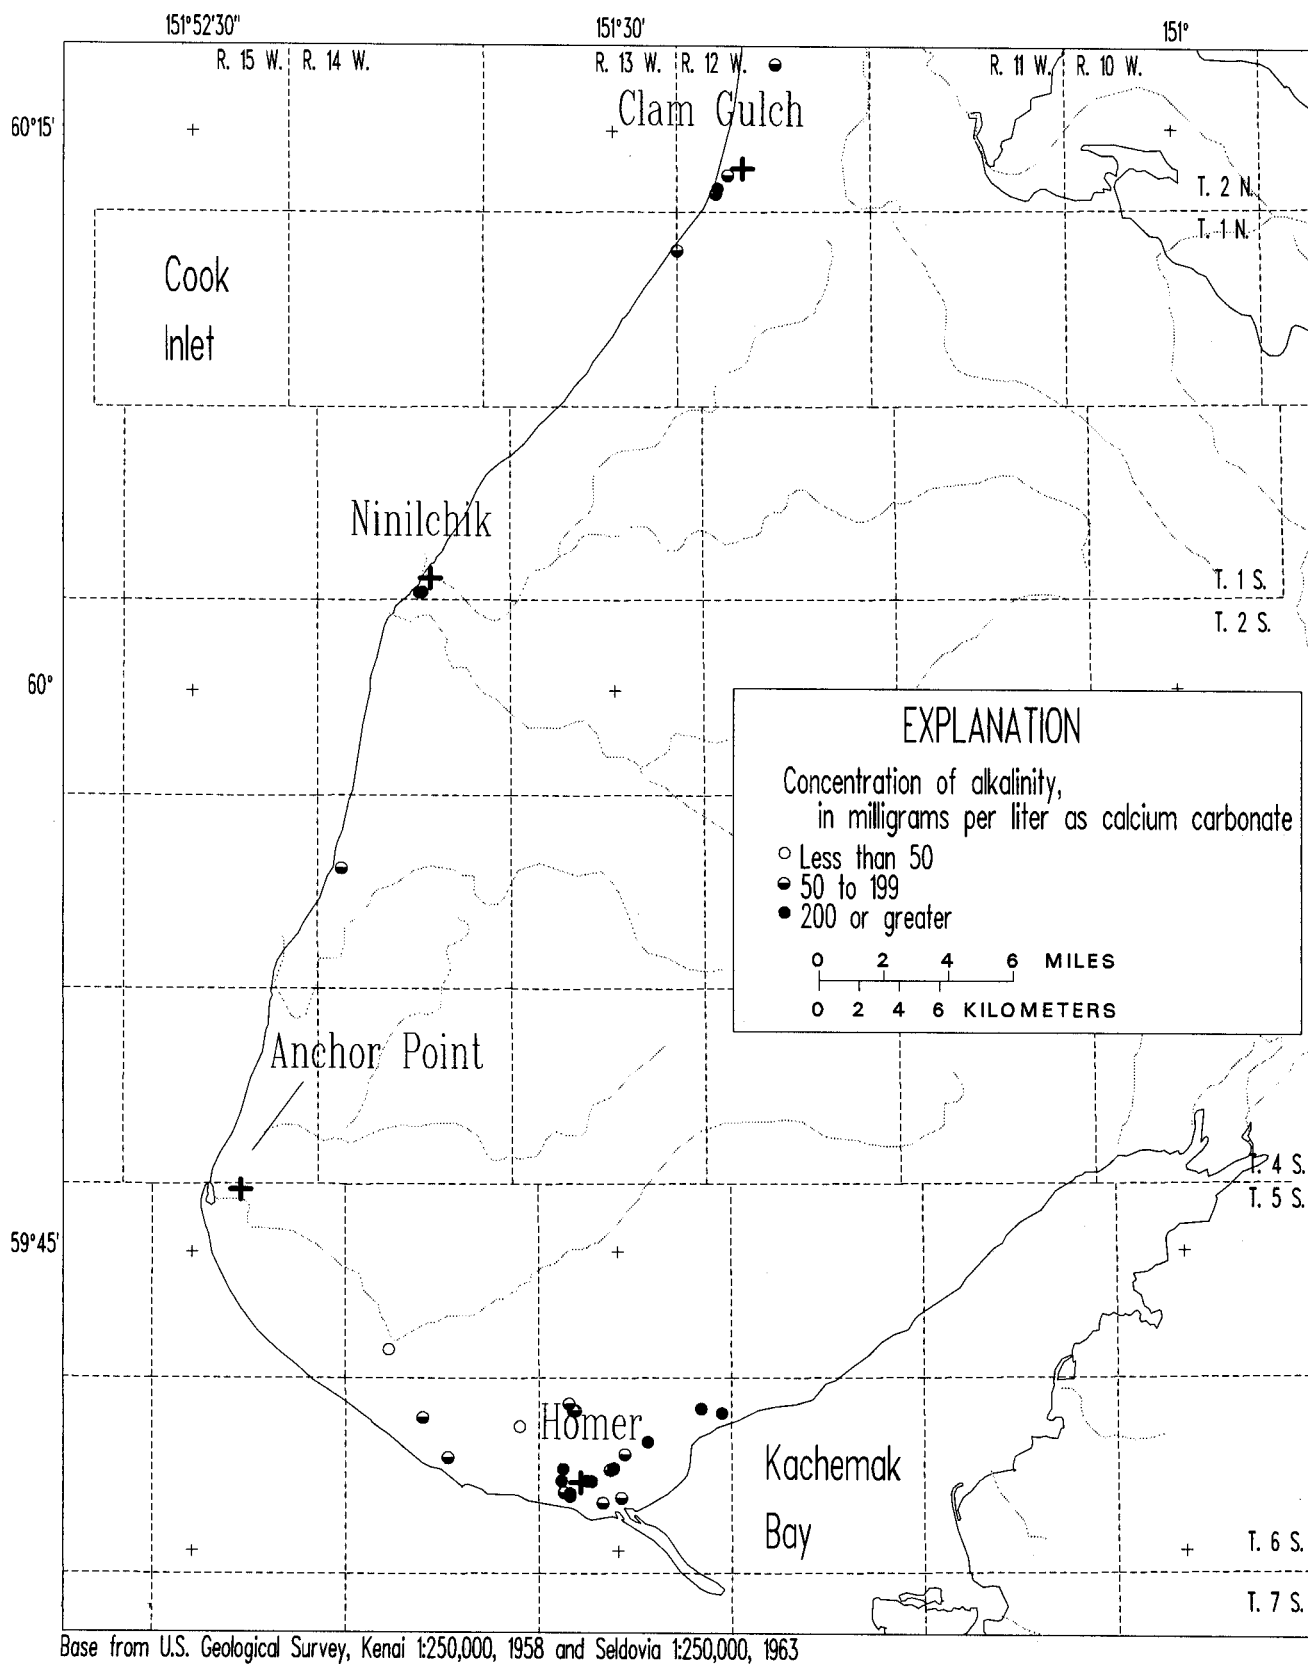 151°52'30" 151°30' 151°
R. 15 W. R. 14 W. R. 13 W. R. 12 W. R. 11 W. R. 10 W.
Clam Gulch
60°15'
T. 2 N.
T. 1 N.
Cook
Inlet
Ninilchik
T. 1 S.
T. 2 S.
60°
EXPLANATION
Concentration of alkalinity,
in milligrams per liter as calcium carbonate
Less than 50
50 to 199
200 or greater
0 2 4 6 MILES
0 2 4 6 KILOMETERS
Anchor Point
T. 4 S.
T. 5 S.
59°45'
Homer
Kachemak
Bay
T. 6 S.
T. 7 S.
Base from U.S. Geological Survey, Kenai 1:250,000, 1958 and Seldovia 1:250,000, 1963